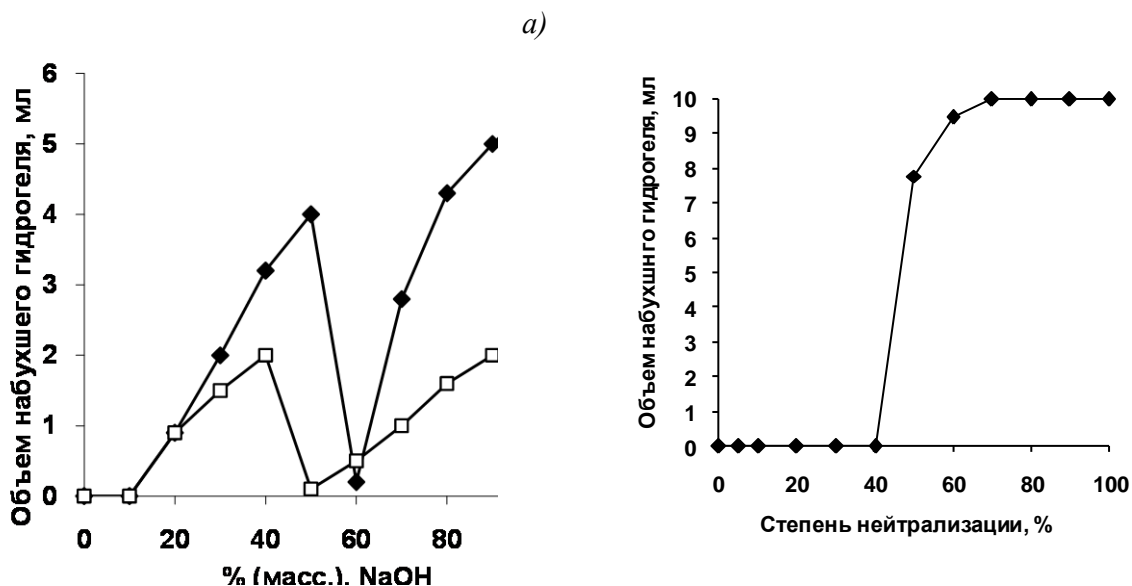 а)
Объем набухшего гидрогеля, мл
6
5
4
3
2
1
0
0 20 40 60 80
% (масс.), NaOH
Объем набухшнго гидрогеля, мл
10
9
8
7
6
5
4
3
2
1
0
0 20 40 60 80 100
Степень нейтрализации, %